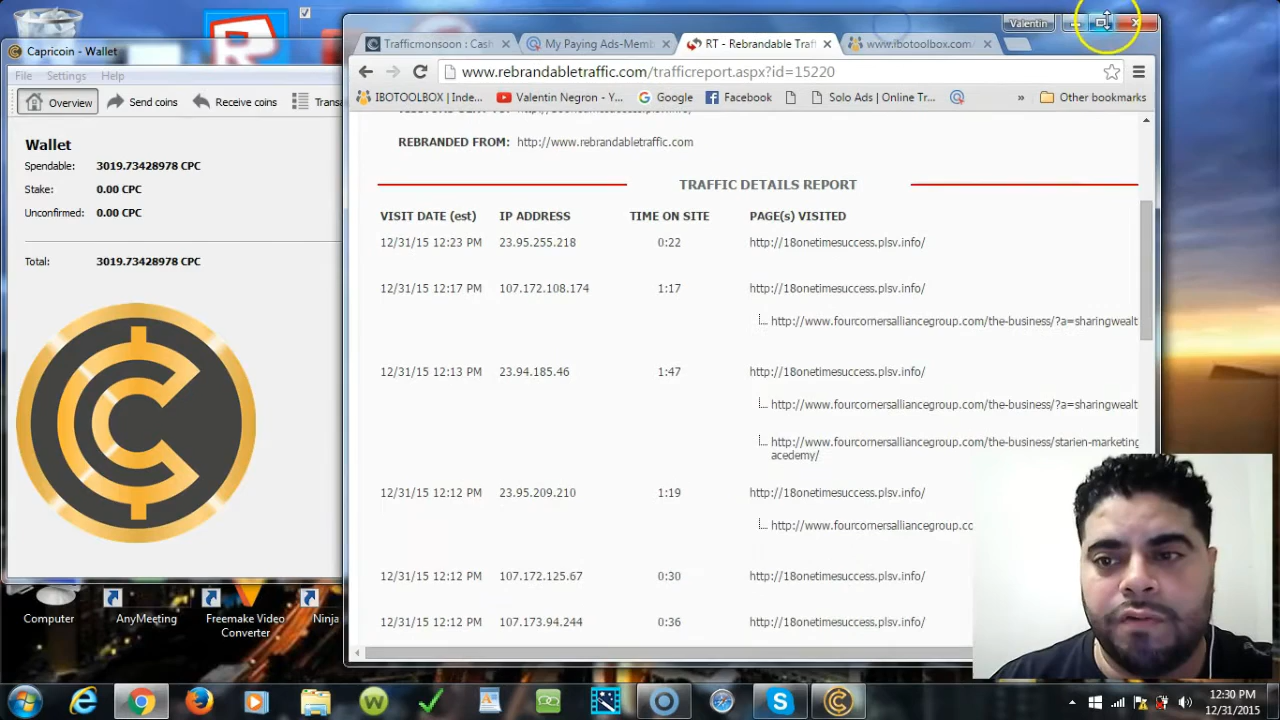 Capricoin - Wallet
File Settings Help
Overview Send coins Receive coins
Wallet
Spendable: 3019.73428978 CPC
Stake: 0.00 CPC
Unconfirmed: 0.00 CPC
Total: 3019.73428978 CPC
Valentin
Trafficmonsoon : Cash
My Paying Ads-Memb
RT - Rebrandable Traff
www.ibotoolbox.com/
www.rebrandabletraffic.com/trafficreport.aspx?id=15220
IBOTOOLBOX | Inde...
Valentin Negron - Y...
Google
Facebook
Solo Ads | Online Tr...
»
Other bookmarks
REBRANDED FROM: http://www.rebrandabletraffic.com
TRAFFIC DETAILS REPORT
VISIT DATE (est) IP ADDRESS TIME ON SITE PAGE(s) VISITED
12/31/15 12:23 PM 23.95.255.218 0:22 http://18onetimesuccess.plsv.info/
12/31/15 12:17 PM 107.172.108.174 1:17 http://18onetimesuccess.plsv.info/
http://www.fourcornersalliancegroup.com/the-business/?a=sharingwealt
12/31/15 12:13 PM 23.94.185.46 1:47 http://18onetimesuccess.plsv.info/
http://www.fourcornersalliancegroup.com/the-business/?a=sharingwealt
http://www.fourcornersalliancegroup.com/the-business/starien-marketing
acedemy/
12/31/15 12:12 PM 23.95.209.210 1:19 http://18onetimesuccess.plsv.info/
http://www.fourcornersalliancegroup.cc
12/31/15 12:12 PM 107.172.125.67 0:30 http://18onetimesuccess.plsv.info/
12/31/15 12:12 PM 107.173.94.244 0:36 http://18onetimesuccess.plsv.info/
Computer
AnyMeeting
Freemake Video
Converter
Ninja
12:30 PM
12/31/2015